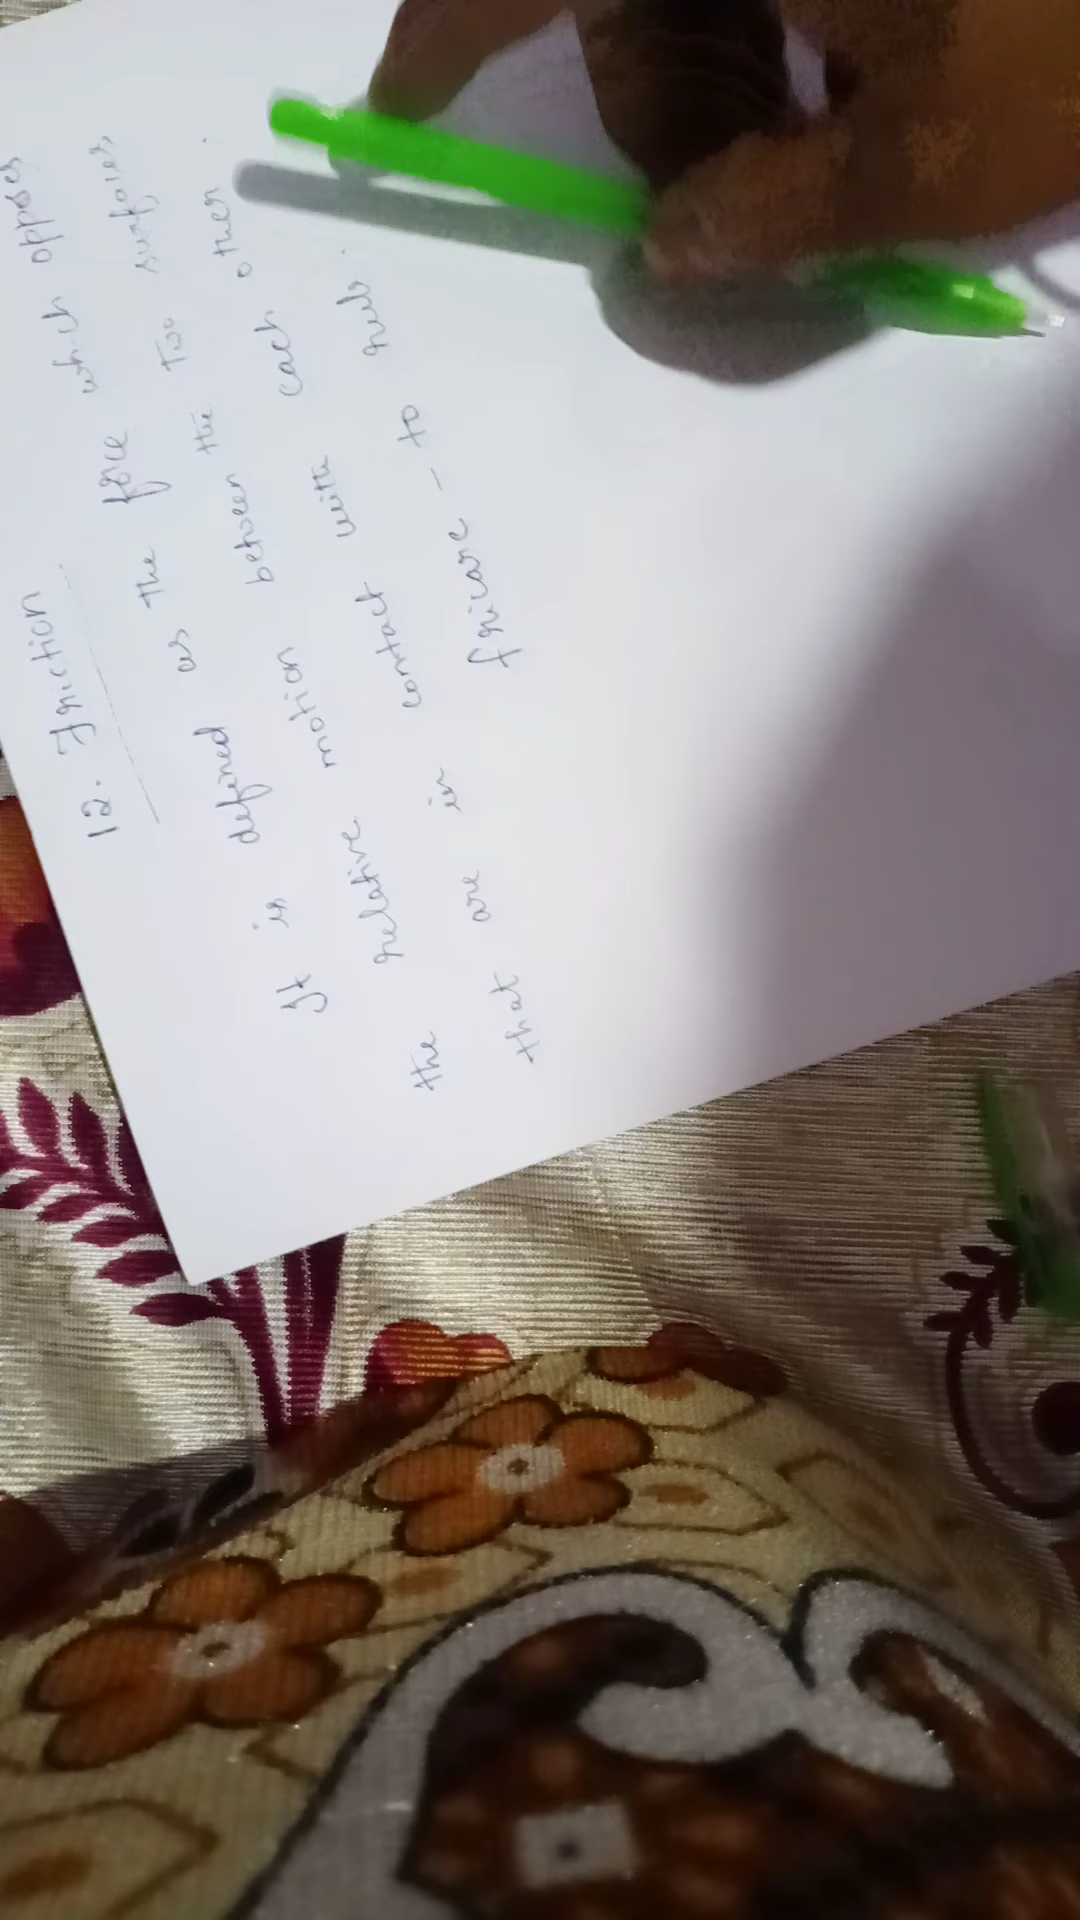 12. Friction
It is defined as the force which opposes
the relative motion between the two surfaces
that are in contact with each other.
fricare - to rub.